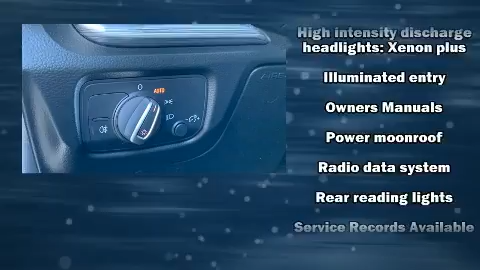 High intensity discharge
headlights: Xenon plus
Illuminated entry
Owners Manuals
Power moonroof
Radio data system
Rear reading lights
Service Records Available
0
AUTO